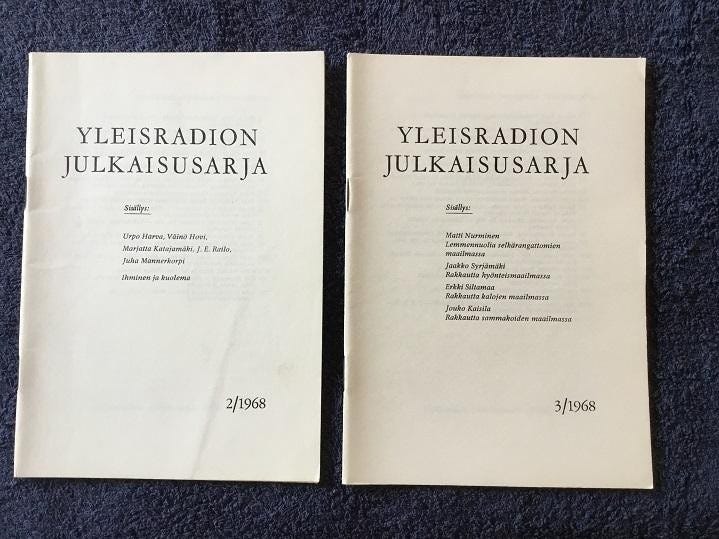 YLEISRADION
JULKAISUSARJA
Sisällys:
Urpo Harva, Väinö Hovi,
Marjatta Katajamäki, J. E. Railo,
Juha Mannerkorpi
Ihminen ja kuolema
2/1968
YLEISRADION
JULKAISUSARJA
Sisällys:
Matti Nurminen
Lemmennuolia selkärangattomien
maailmassa
Jaakko Syrjämäki
Rakkautta hyönteismaailmassa
Erkki Siltamaa
Rakkautta kalojen maailmassa
Jouko Kaisila
Rakkautta sammakoiden maailmassa
3/1968